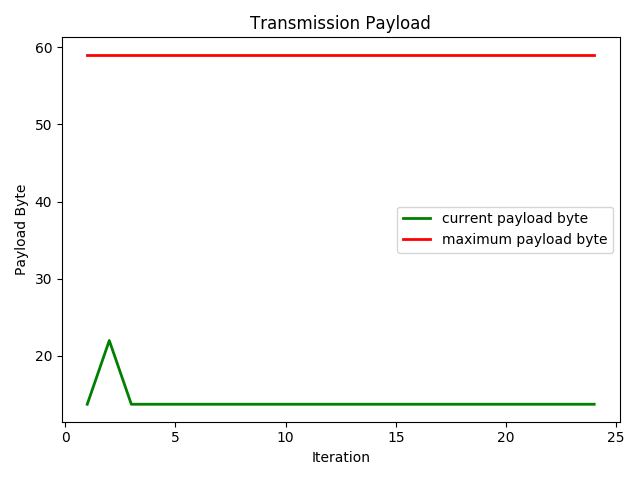 Transmission Payload
60
50
40
30
20
Payload Byte
current payload byte
maximum payload byte
0
5
10
15
20
25
Iteration